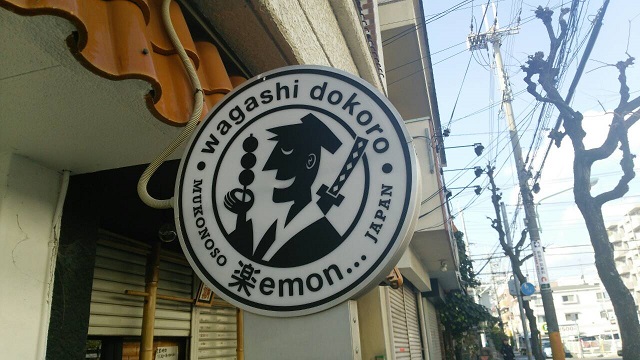 wagashi dokoro
MUKONOSO
JAPAN
楽emon...